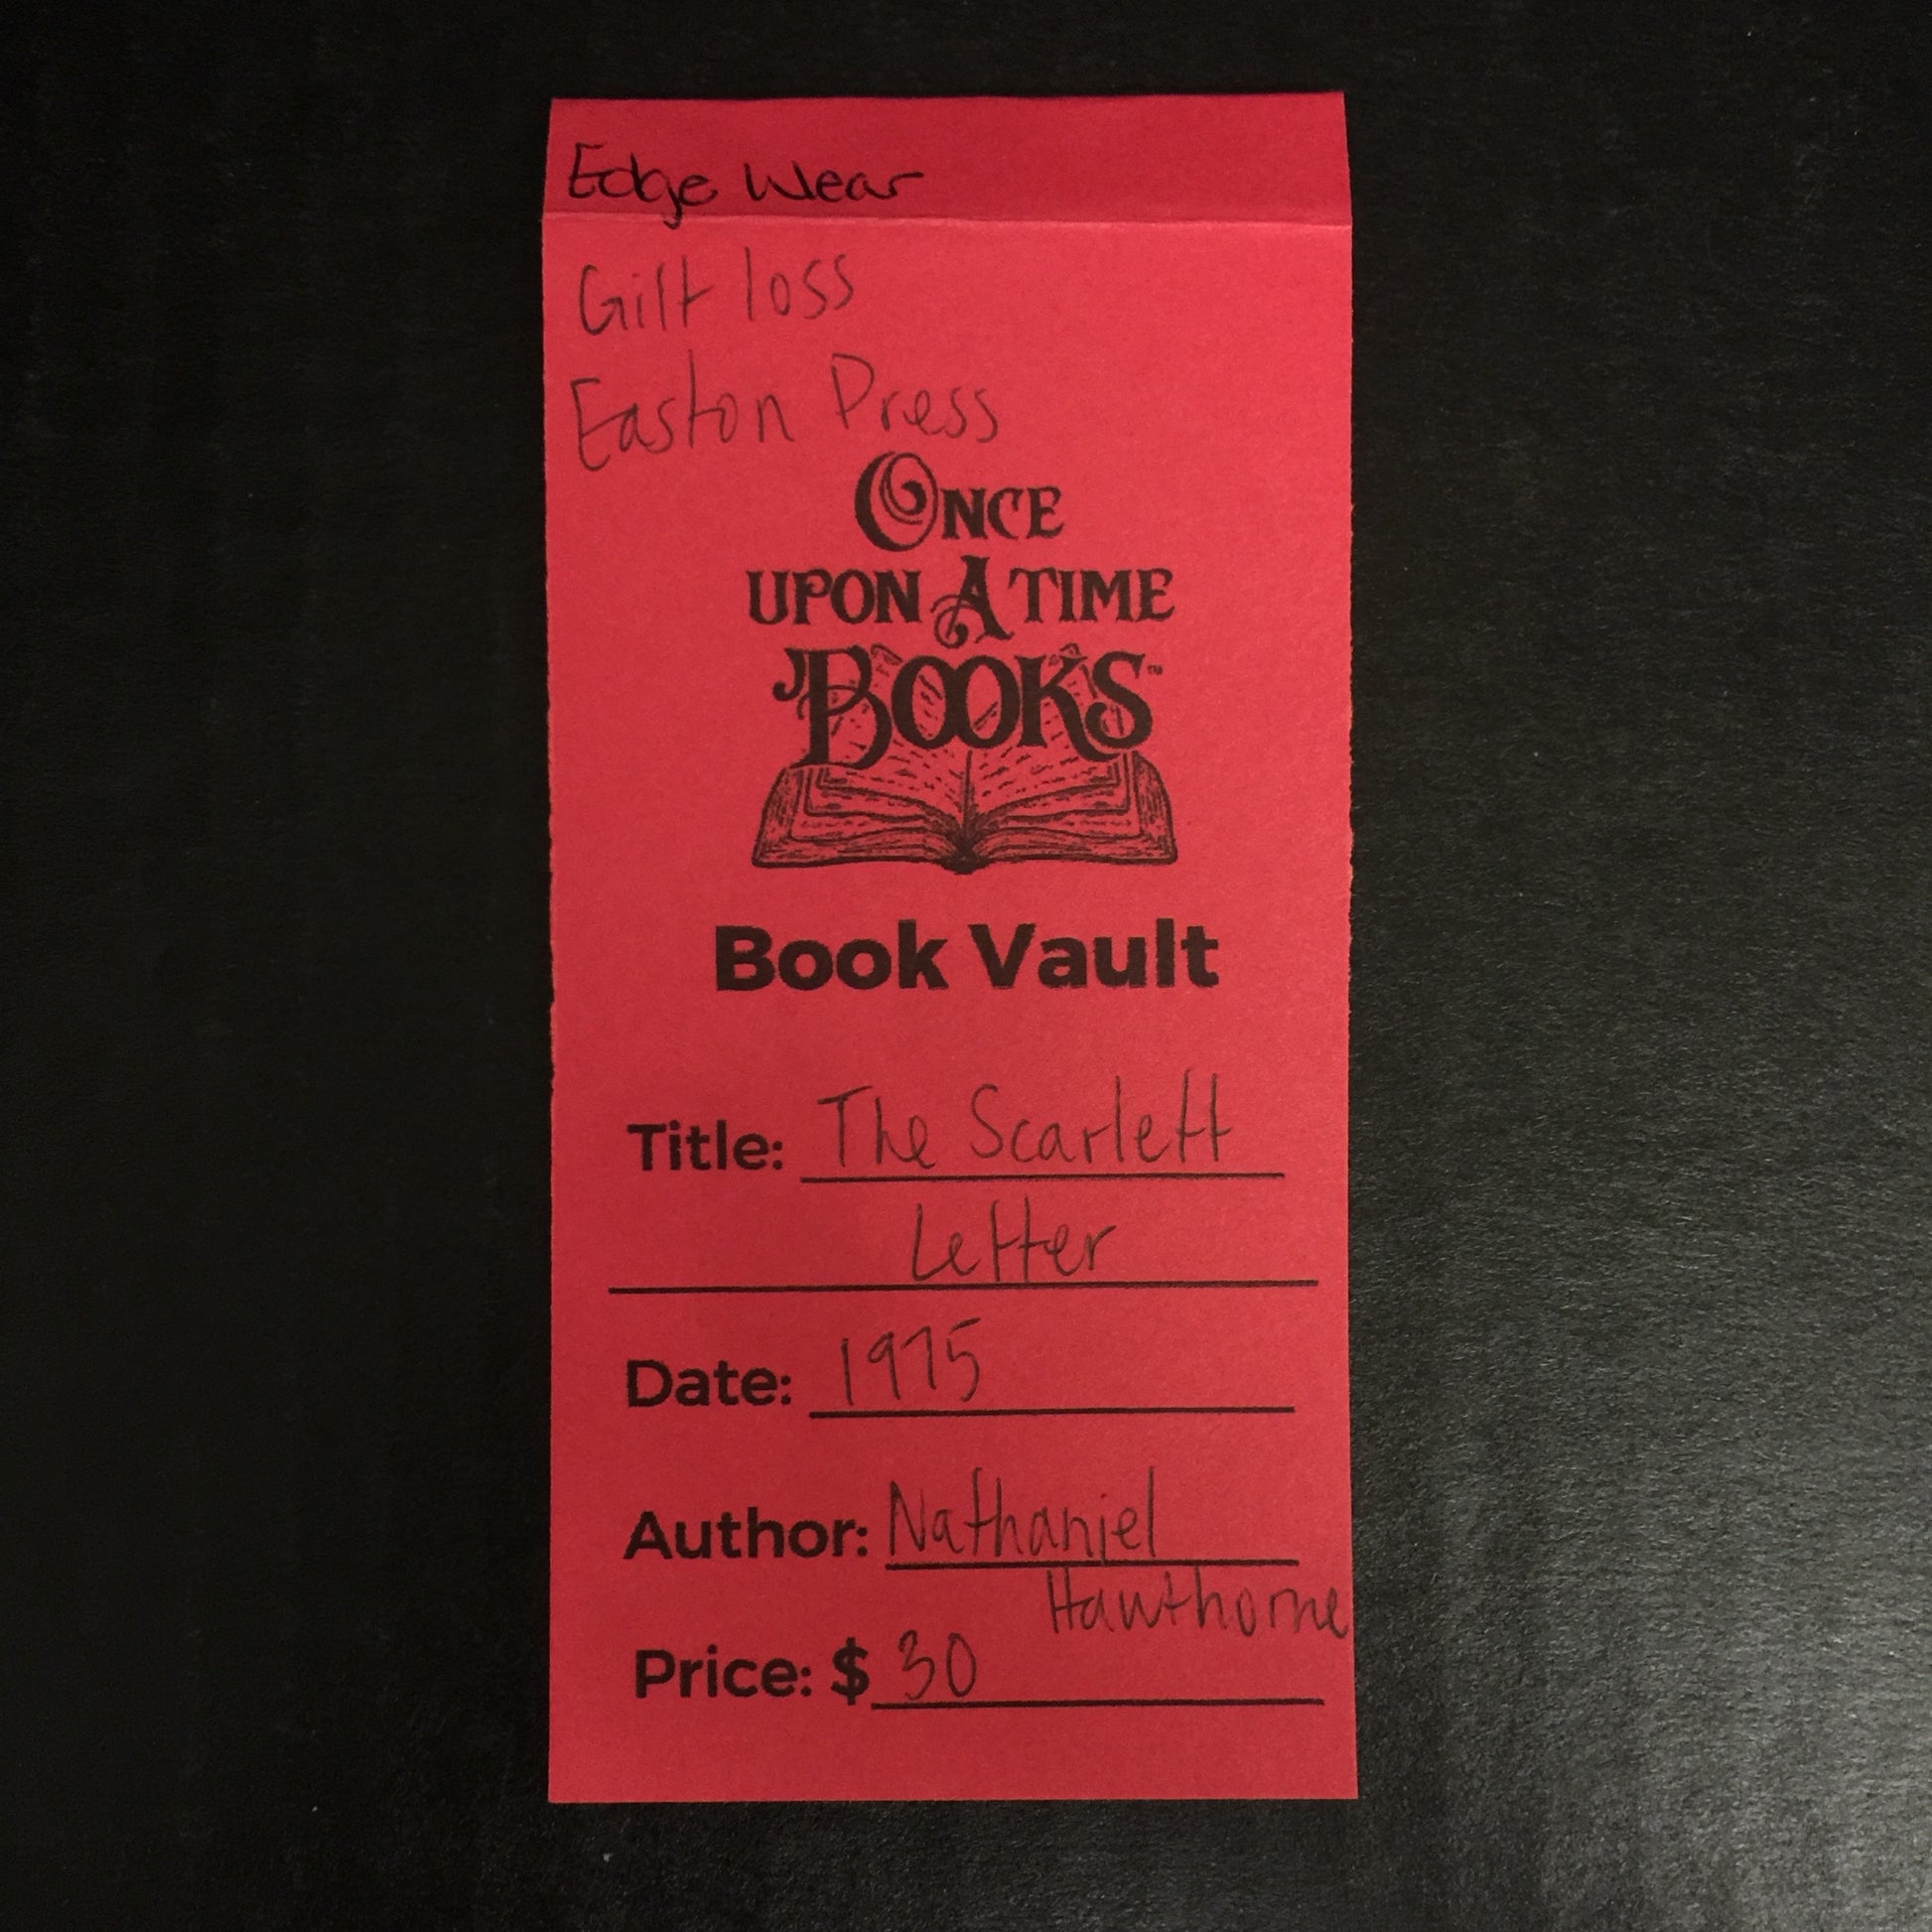 Edge Wear
Gilt loss
Easton Press
ONCE
UPON A TIME
BOOKS™
Book Vault
Title: The Scarlett
Letter
Date: 1975
Author: Nathaniel
Hawthorne
Price: $ 30